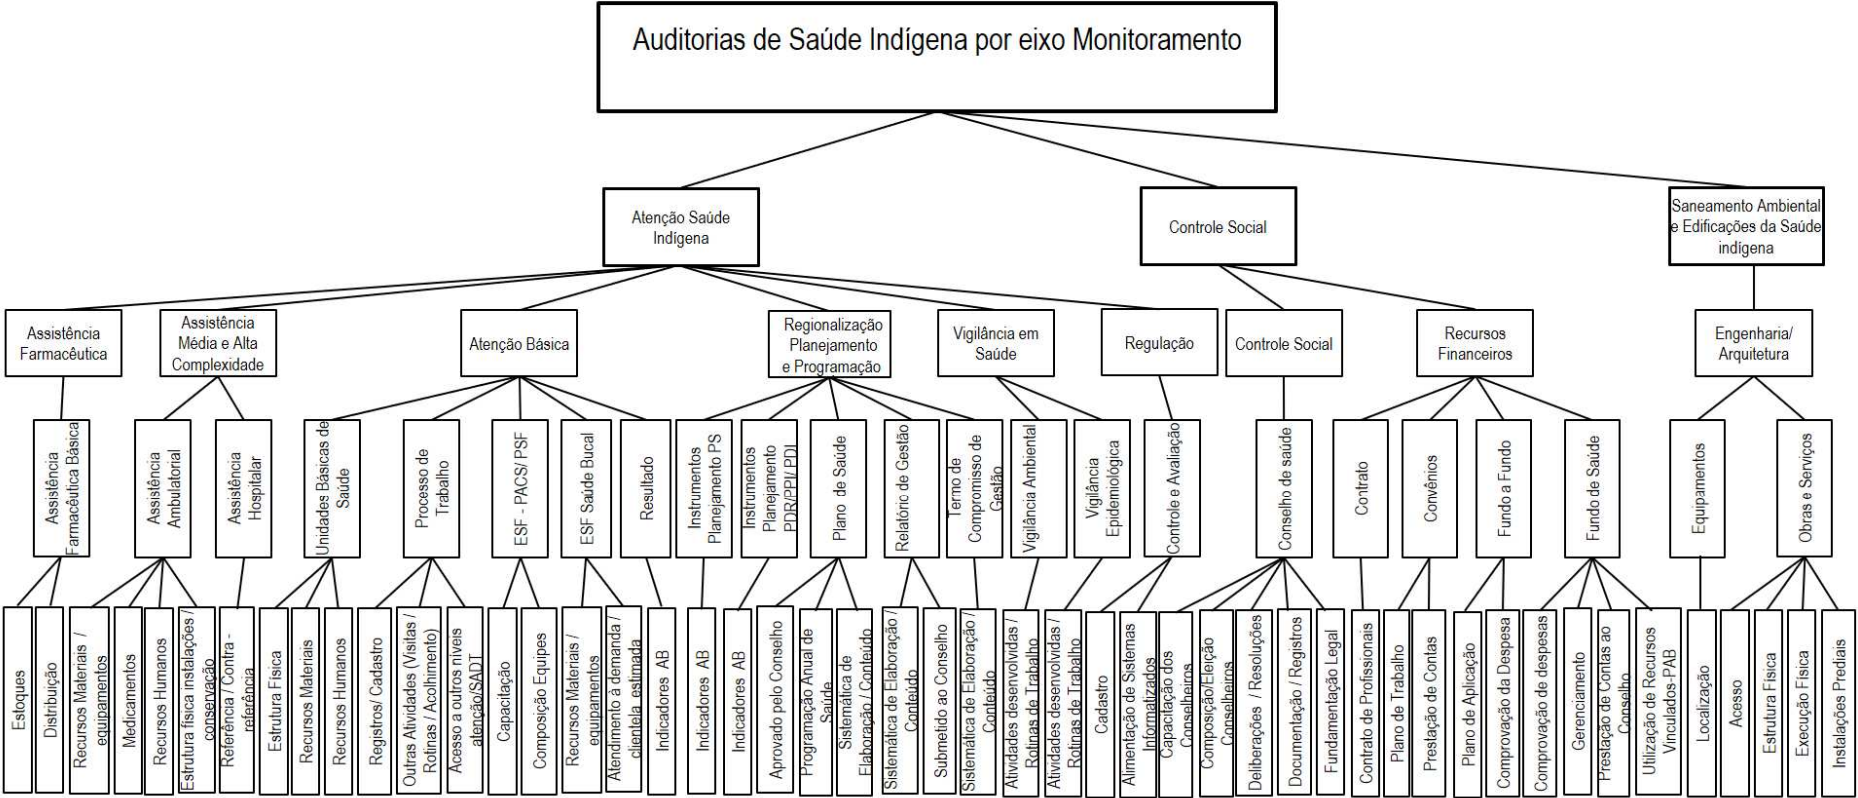 Auditorias de Saúde Indígena por eixo Monitoramento
Atenção Saúde
Indígena
Controle Social
Saneamento Ambiental
e Edificações da Saúde
indígena
Assistência
Farmacêutica
Assistência
Média e Alta
Complexidade
Atenção Básica
Regionalização
Planejamento
e Programação
Vigilância em
Saúde
Regulação
Controle Social
Recursos
Financeiros
Engenharia/
Arquitetura
Assistência
Farmacêutica Básica
Assistência
Ambulatorial
Assistência
Hospitalar
Unidades Básicas de
Saúde
Processo de
Trabalho
ESF - PACS/ PSF
ESF Saúde Bucal
Resultado
Instrumentos
Planejamento PS
Instrumentos
Planejamento
PDR/PPI/ PDI
Plano de Saúde
Relatório de Gestão
Termo de
Compromisso de
Gestão
Vigilância Ambiental
Vigilância
Epidemiológica
Controle e Avaliação
Conselho de saúde
Contrato
Convênios
Fundo a Fundo
Fundo de Saúde
Equipamentos
Obras e Serviços
Estoques
Distribuição
Recursos Materiais /
equipamentos
Medicamentos
Recursos Humanos
Estrutura física instalações /
conservação
Referência / Contra -
referência
Estrutura Física
Recursos Materiais
Recursos Humanos
Registros/ Cadastro
Outras Atividades (Visitas /
Rotinas / Acolhimento)
Acesso a outros níveis
atenção/SADT
Capacitação
Composição Equipes
Recursos Materiais /
equipamentos
Atendimento à demanda /
clientela estimada
Indicadores AB
Indicadores AB
Indicadores AB
Aprovado pelo Conselho
Programação Anual de
Saúde
Sistemática de
Elaboração / Conteúdo
Sistemática de Elaboração /
Conteúdo
Submetido ao Conselho
Sistemática de Elaboração /
Conteúdo
Atividades desenvolvidas /
Rotinas de Trabalho
Atividades desenvolvidas /
Rotinas de Trabalho
Cadastro
Alimentação de Sistemas
Informatizados
Capacitação dos
Conselheiros
Composição/Eleição
Conselheiros
Deliberações / Resoluções
Documentação / Registros
Fundamentação Legal
Contrato de Profissionais
Plano de Trabalho
Prestação de Contas
Plano de Aplicação
Comprovação da Despesa
Comprovação de despesas
Gerenciamento
Prestação de Contas ao
Conselho
Utilização de Recursos
Vinculados-PAB
Localização
Acesso
Estrutura Física
Execução Física
Instalações Prediais